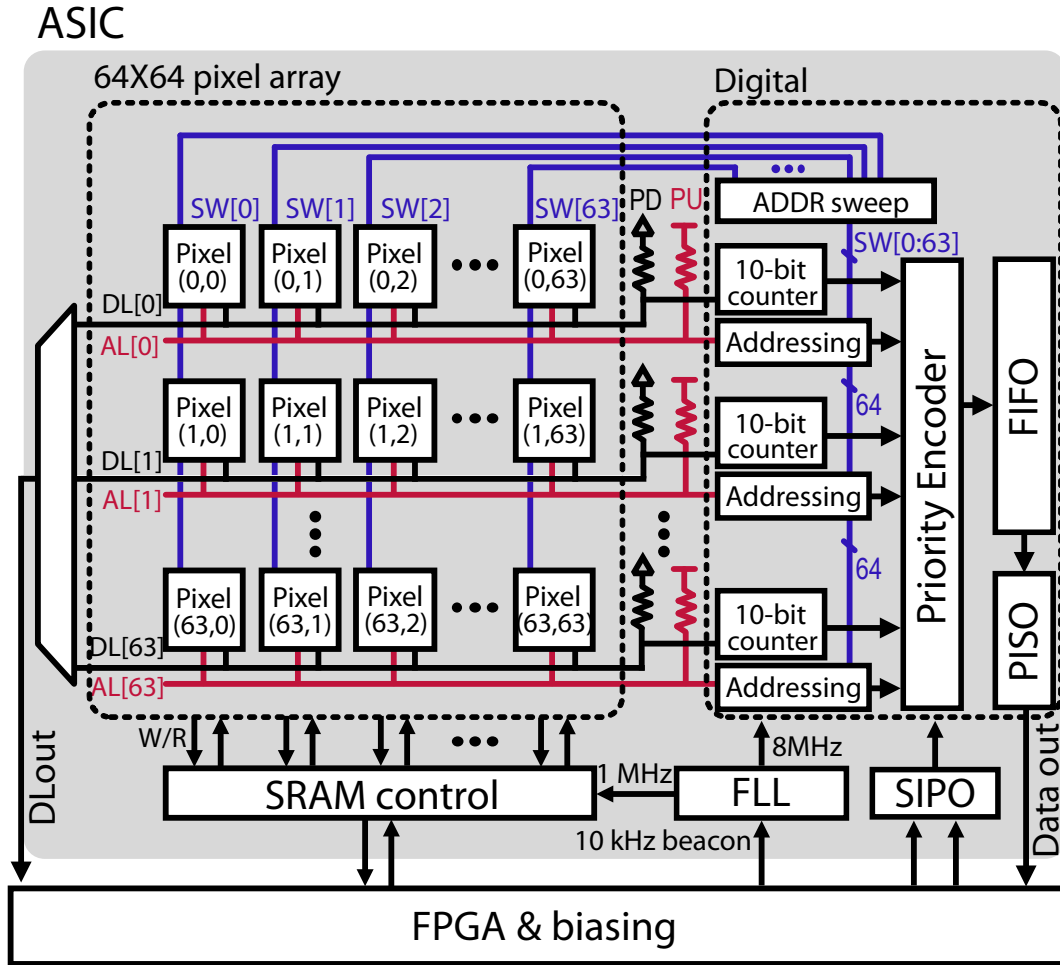 ASIC
64X64 pixel array
Digital
SW[0]
SW[1]
SW[2]
SW[63]
PD
PU
ADDR sweep
SW[0:63]
Pixel
(0,0)
Pixel
(0,1)
Pixel
(0,2)
Pixel
(0,63)
10-bit
counter
DL[0]
AL[0]
Addressing
64
Pixel
(1,0)
Pixel
(1,1)
Pixel
(1,2)
Pixel
(1,63)
10-bit
counter
DL[1]
AL[1]
Addressing
64
Pixel
(63,0)
Pixel
(63,1)
Pixel
(63,2)
Pixel
(63,63)
10-bit
counter
DL[63]
AL[63]
Addressing
Priority Encoder
FIFO
PISO
DLout
W/R
SRAM control
1 MHz
FLL
8MHz
SIPO
Data out
10 kHz beacon
FPGA & biasing